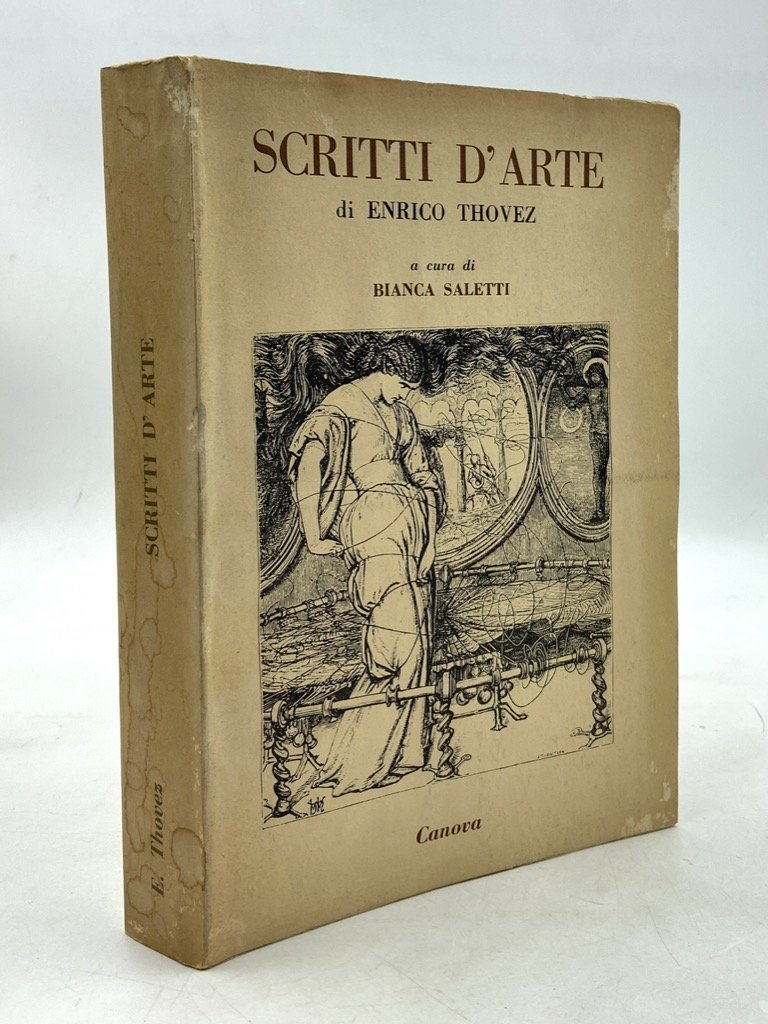 SCRITTI D'ARTE
di ENRICO THOVEZ
a cura di
BIANCA SALETTI
Canova
SCRITTI D'ARTE
E. Thovez